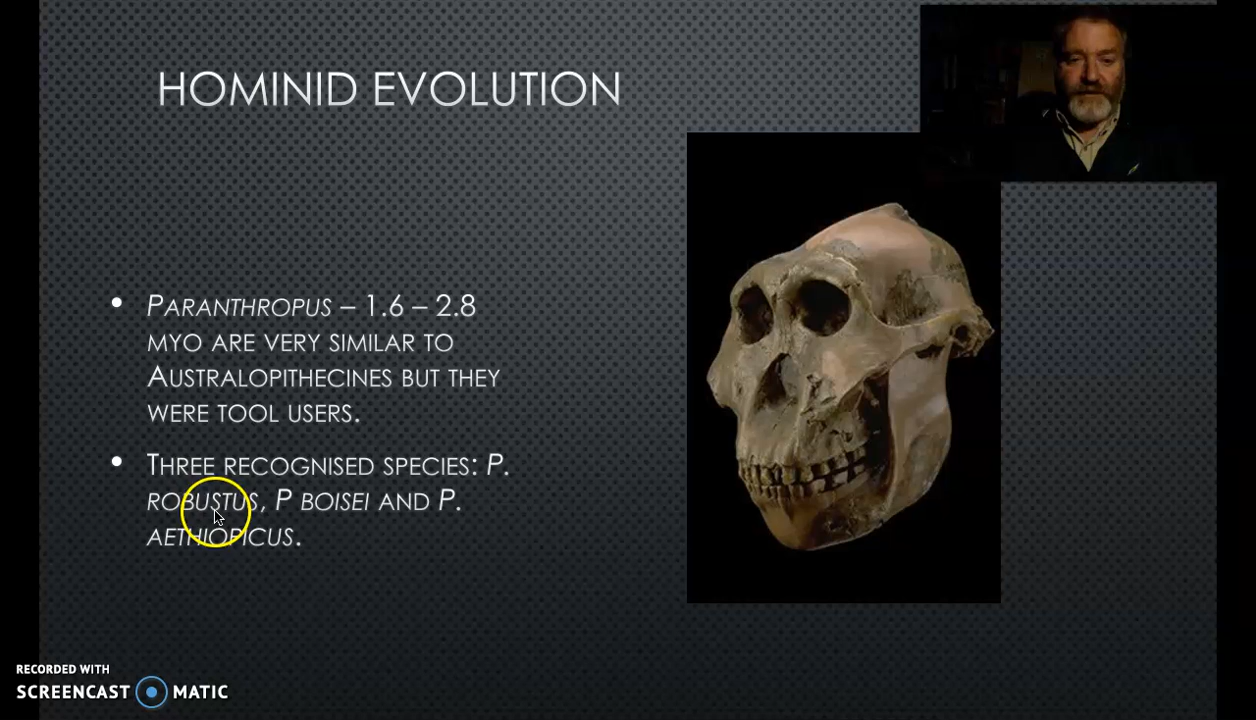 HOMINID EVOLUTION
• PARANTHROPUS – 1.6 – 2.8
MYO ARE VERY SIMILAR TO
AUSTRALOPITHECINES BUT THEY
WERE TOOL USERS.
• THREE RECOGNISED SPECIES: P.
ROBUSTUS, P BOISEI AND P.
AETHIOPICUS.
RECORDED WITH
SCREENCAST MATIC